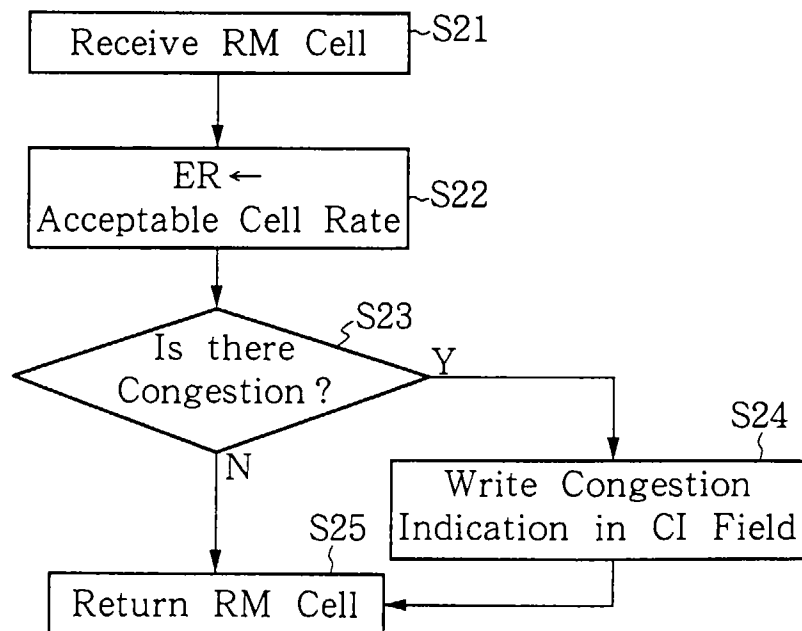 Receive RM Cell
S21
ER ←
Acceptable Cell Rate
S22
S23
Is there
Congestion ?
Y
N
S24
Write Congestion
Indication in CI Field
S25
Return RM Cell